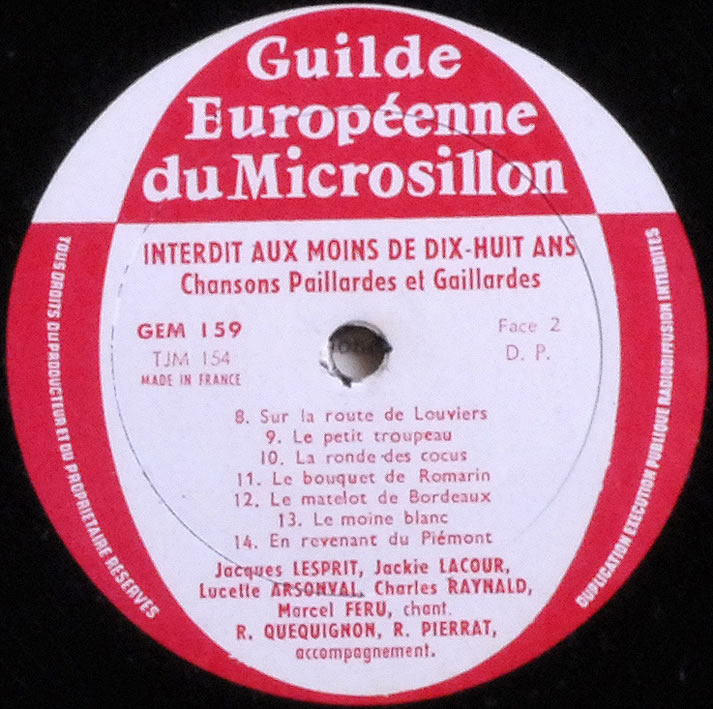 Guilde
Européenne
du Microsillon
INTERDIT AUX MOINS DE DIX-HUIT ANS
Chansons Paillardes et Gaillardes
GEM 159
TJM 154
MADE IN FRANCE
Face 2
D. P.
8. Sur la route de Louviers
9. Le petit troupeau
10. La ronde des cocus
11. Le bouquet de Romarin
12. Le matelot de Bordeaux
13. Le moine blanc
14. En revenant du Piémont
Jacques LESPRIT, Jackie LACOUR,
Lucette ARSONVAL, Charles RAYNALD,
Marcel FERU, chant.
R. QUEQUIGNON, R. PIERRAT,
accompagnement.
TOUS DROITS DU PRODUCTEUR ET DU PROPRIETAIRE RESERVES
DUPLICATION EXECUTION PUBLIQUE RADIODIFFUSION INTERDITES